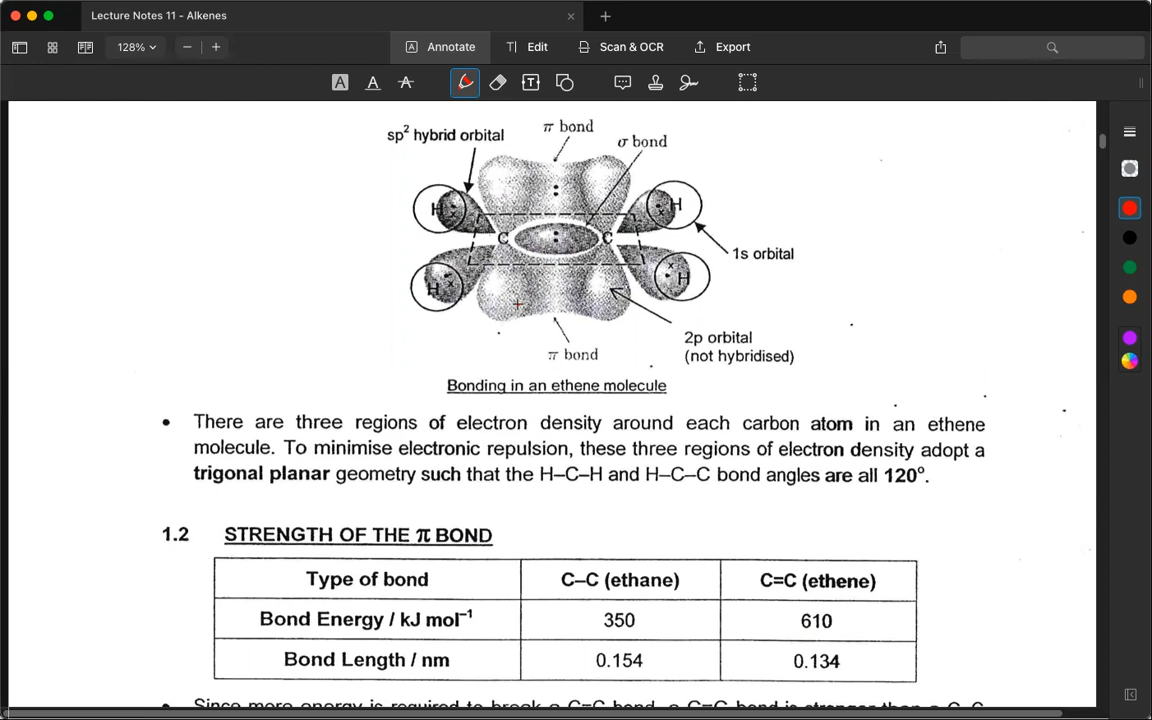 Lecture Notes 11 - Alkenes
128%
Annotate
Edit
Scan & OCR
Export
sp² hybrid orbital
π bond
σ bond
H
H
C
C
1s orbital
H
H
2p orbital
(not hybridised)
π bond
Bonding in an ethene molecule
• There are three regions of electron density around each carbon atom in an ethene
molecule. To minimise electronic repulsion, these three regions of electron density adopt a
trigonal planar geometry such that the H–C–H and H–C–C bond angles are all 120°.
1.2 STRENGTH OF THE π BOND
Type of bond C–C (ethane) C=C (ethene)
Bond Energy / kJ mol⁻¹ 350 610
Bond Length / nm 0.154 0.134
• Since more energy is required to break a C=C bond, a C=C bond is stronger than a C–C